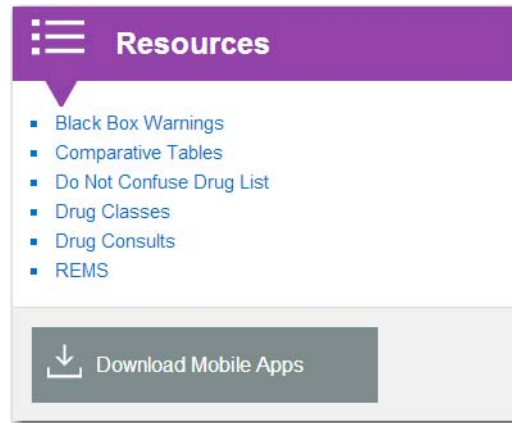 Resources
Black Box Warnings
Comparative Tables
Do Not Confuse Drug List
Drug Classes
Drug Consults
REMS
Download Mobile Apps